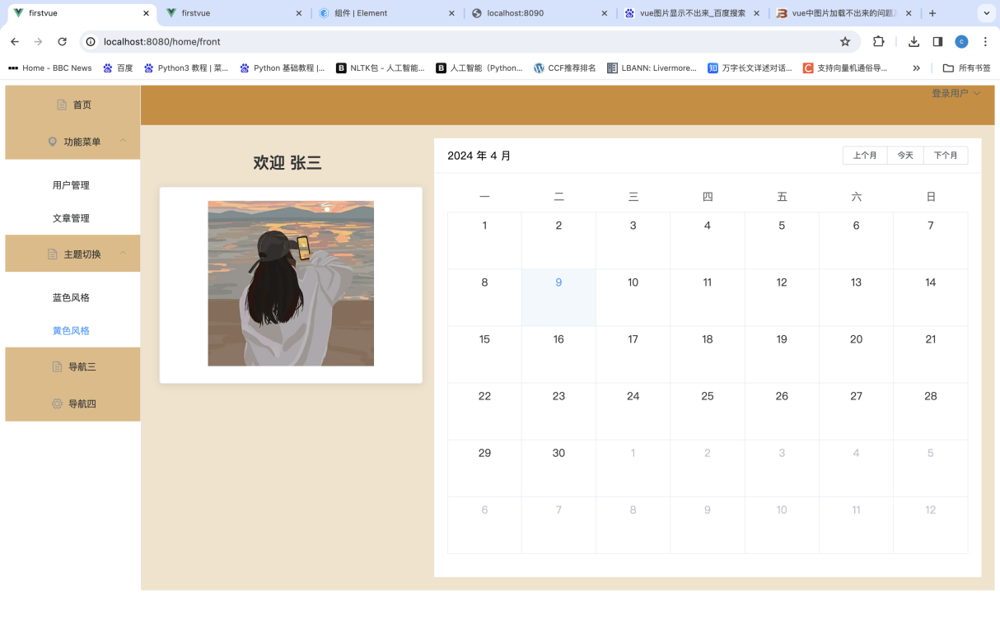 firstvue
firstvue
组件 | Element
localhost:8090
vue图片显示不出来_百度搜索
vue中图片加载不出来的问题
localhost:8080/home/front
c
Home - BBC News
百度
Python3 教程 | 菜...
Python 基础教程 |...
NLTK包 - 人工智能...
人工智能（Python...
CCF推荐排名
LBANN: Livermore...
万字长文详述对话...
支持向量机通俗导...
所有书签
首页
功能菜单
用户管理
文章管理
主题切换
蓝色风格
黄色风格
导航三
导航四
登录用户
欢迎 张三
2024 年 4 月
上个月 今天 下个月
一 二 三 四 五 六 日
1 2 3 4 5 6 7
8 9 10 11 12 13 14
15 16 17 18 19 20 21
22 23 24 25 26 27 28
29 30 1 2 3 4 5
6 7 8 9 10 11 12